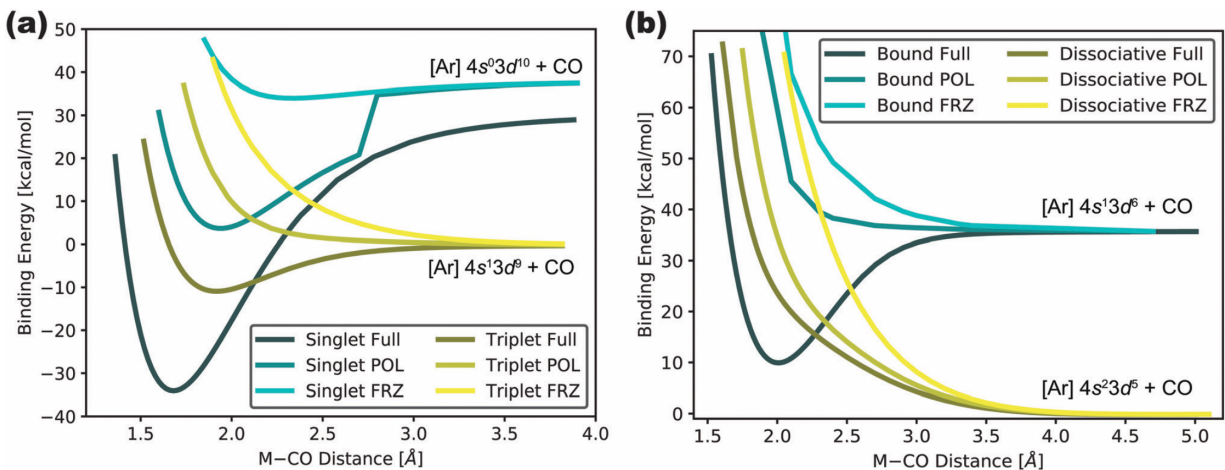 (a)
50
40
30
20
10
0
−10
−20
−30
−40
Binding Energy [kcal/mol]
[Ar] 4s⁰3d¹⁰ + CO
[Ar] 4s¹3d⁹ + CO
Singlet Full
Singlet POL
Singlet FRZ
Triplet Full
Triplet POL
Triplet FRZ
1.5 2.0 2.5 3.0 3.5 4.0
M−CO Distance [Å]
(b)
70
60
50
40
30
20
10
0
Binding Energy [kcal/mol]
Bound Full
Bound POL
Bound FRZ
Dissociative Full
Dissociative POL
Dissociative FRZ
[Ar] 4s¹3d⁶ + CO
[Ar] 4s²3d⁵ + CO
1.5 2.0 2.5 3.0 3.5 4.0 4.5 5.0
M−CO Distance [Å]